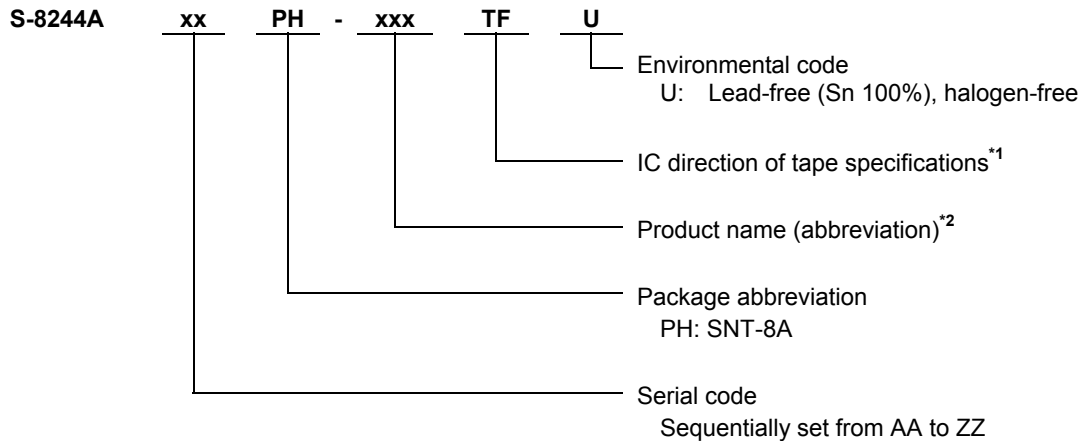 S-8244A xx PH - xxx TF U
Environmental code
U: Lead-free (Sn 100%), halogen-free
IC direction of tape specifications*1
Product name (abbreviation)*2
Package abbreviation
PH: SNT-8A
Serial code
Sequentially set from AA to ZZ